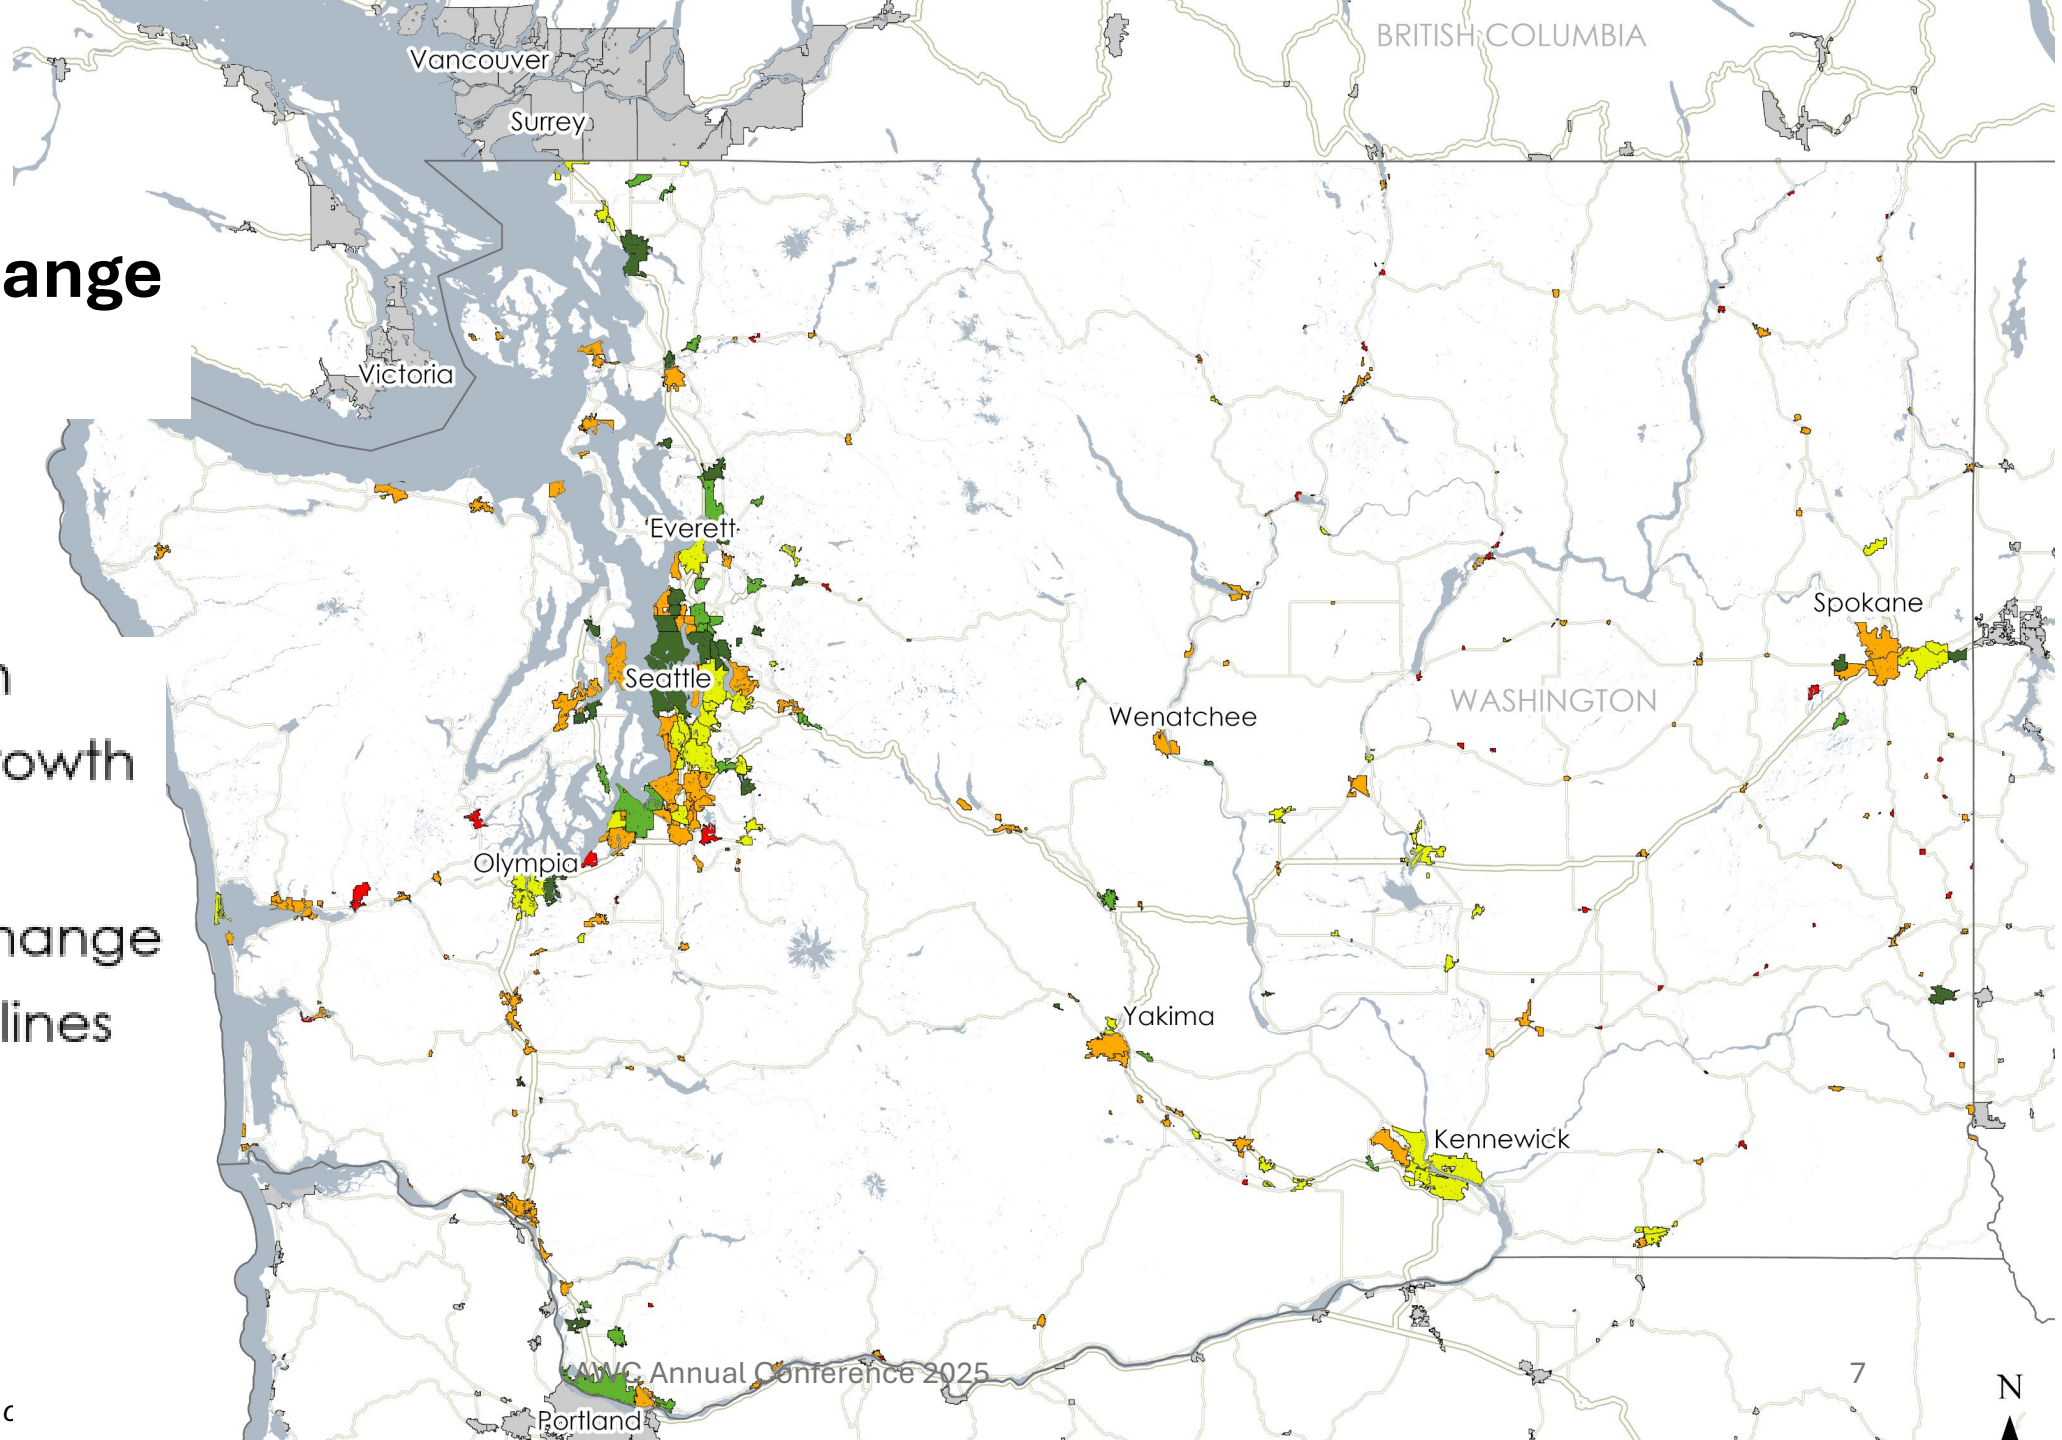 BRITISH COLUMBIA
Vancouver
Surrey
ange
Victoria
Everett
Spokane
Seattle
WASHINGTON
Wenatchee
owth
Olympia
hange
lines
Yakima
Kennewick
AWC Annual Conference 2025
7
N
Portland